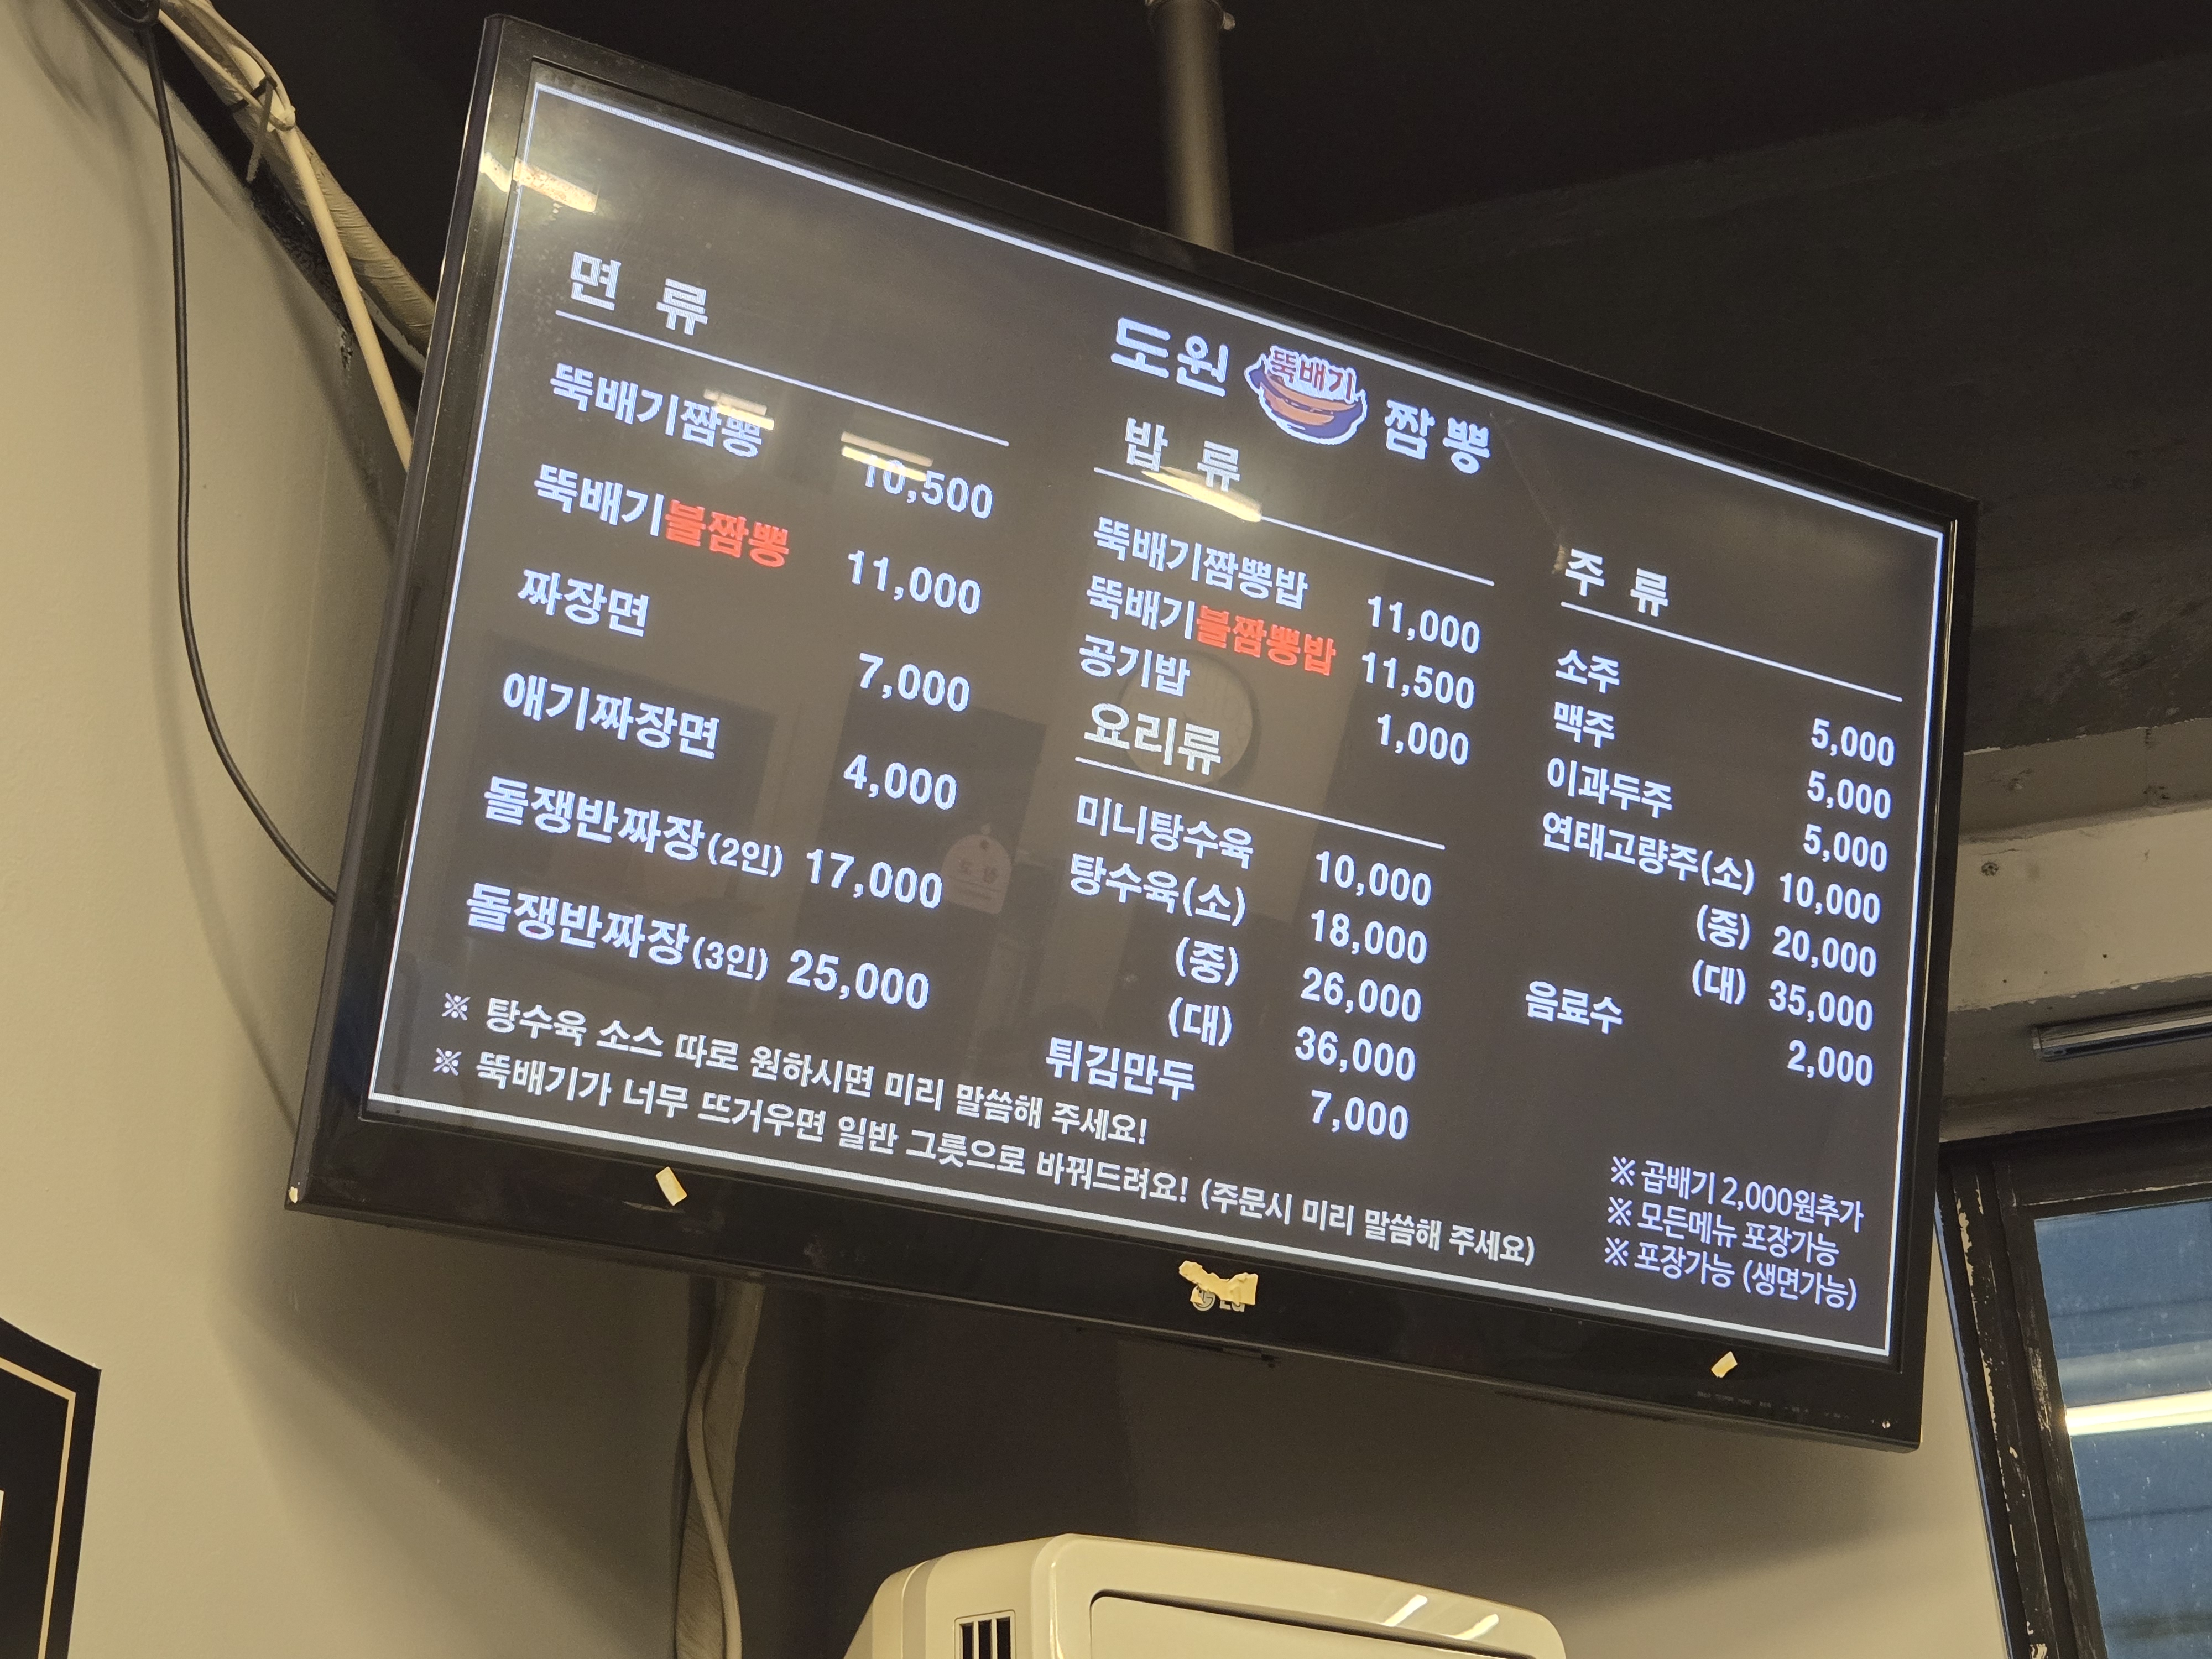 면 류
뚝배기짬뽕 10,500
뚝배기불짬뽕 11,000
짜장면 7,000
애기짜장면 4,000
돌쟁반짜장(2인) 17,000
돌쟁반짜장(3인) 25,000
도원 뚝배기 짬뽕
밥 류
뚝배기짬뽕밥 11,000
뚝배기불짬뽕밥 11,500
공기밥 1,000
요리류
미니탕수육 10,000
탕수육(소) 18,000
(중) 26,000
(대) 36,000
튀김만두 7,000
주 류
소주 5,000
맥주 5,000
이과두주 5,000
연태고량주(소) 10,000
(중) 20,000
(대) 35,000
음료수 2,000
※ 탕수육 소스 따로 원하시면 미리 말씀해 주세요!
※ 뚝배기가 너무 뜨거우면 일반 그릇으로 바꿔드려요! (주문시 미리 말씀해 주세요)
※ 곱배기 2,000원추가
※ 모든메뉴 포장가능
※ 포장가능 (생면가능)